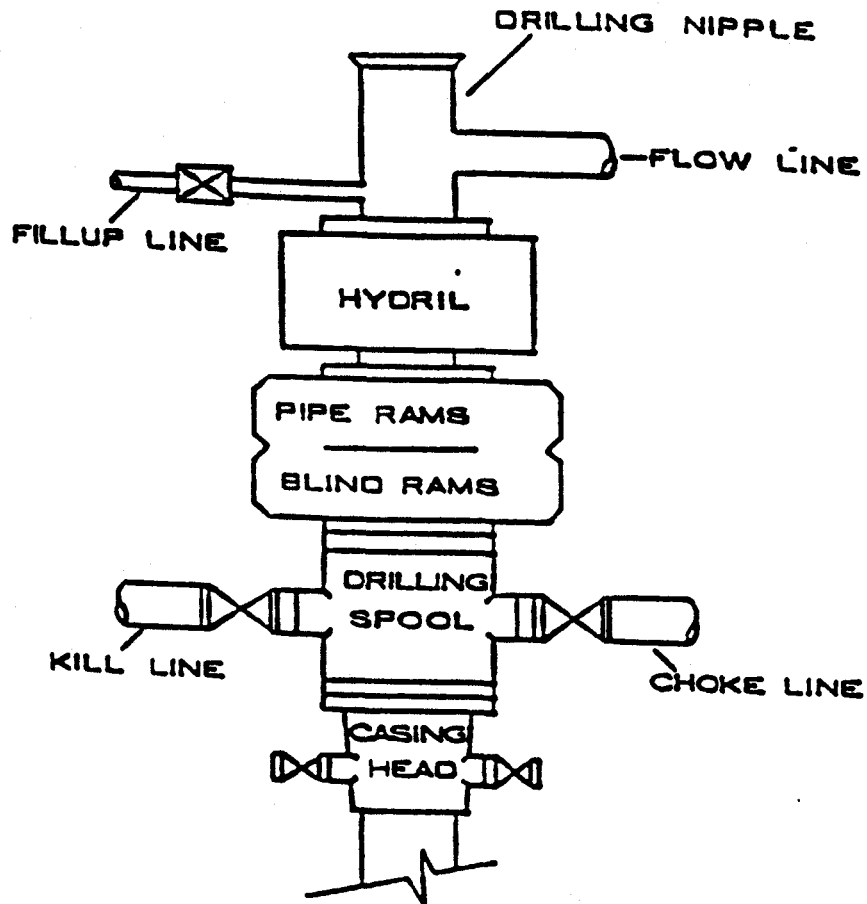 DRILLING NIPPLE
FLOW LINE
FILLUP LINE
HYDRIL
PIPE RAMS
BLIND RAMS
DRILLING
SPOOL
KILL LINE
CHOKE LINE
CASING
HEAD